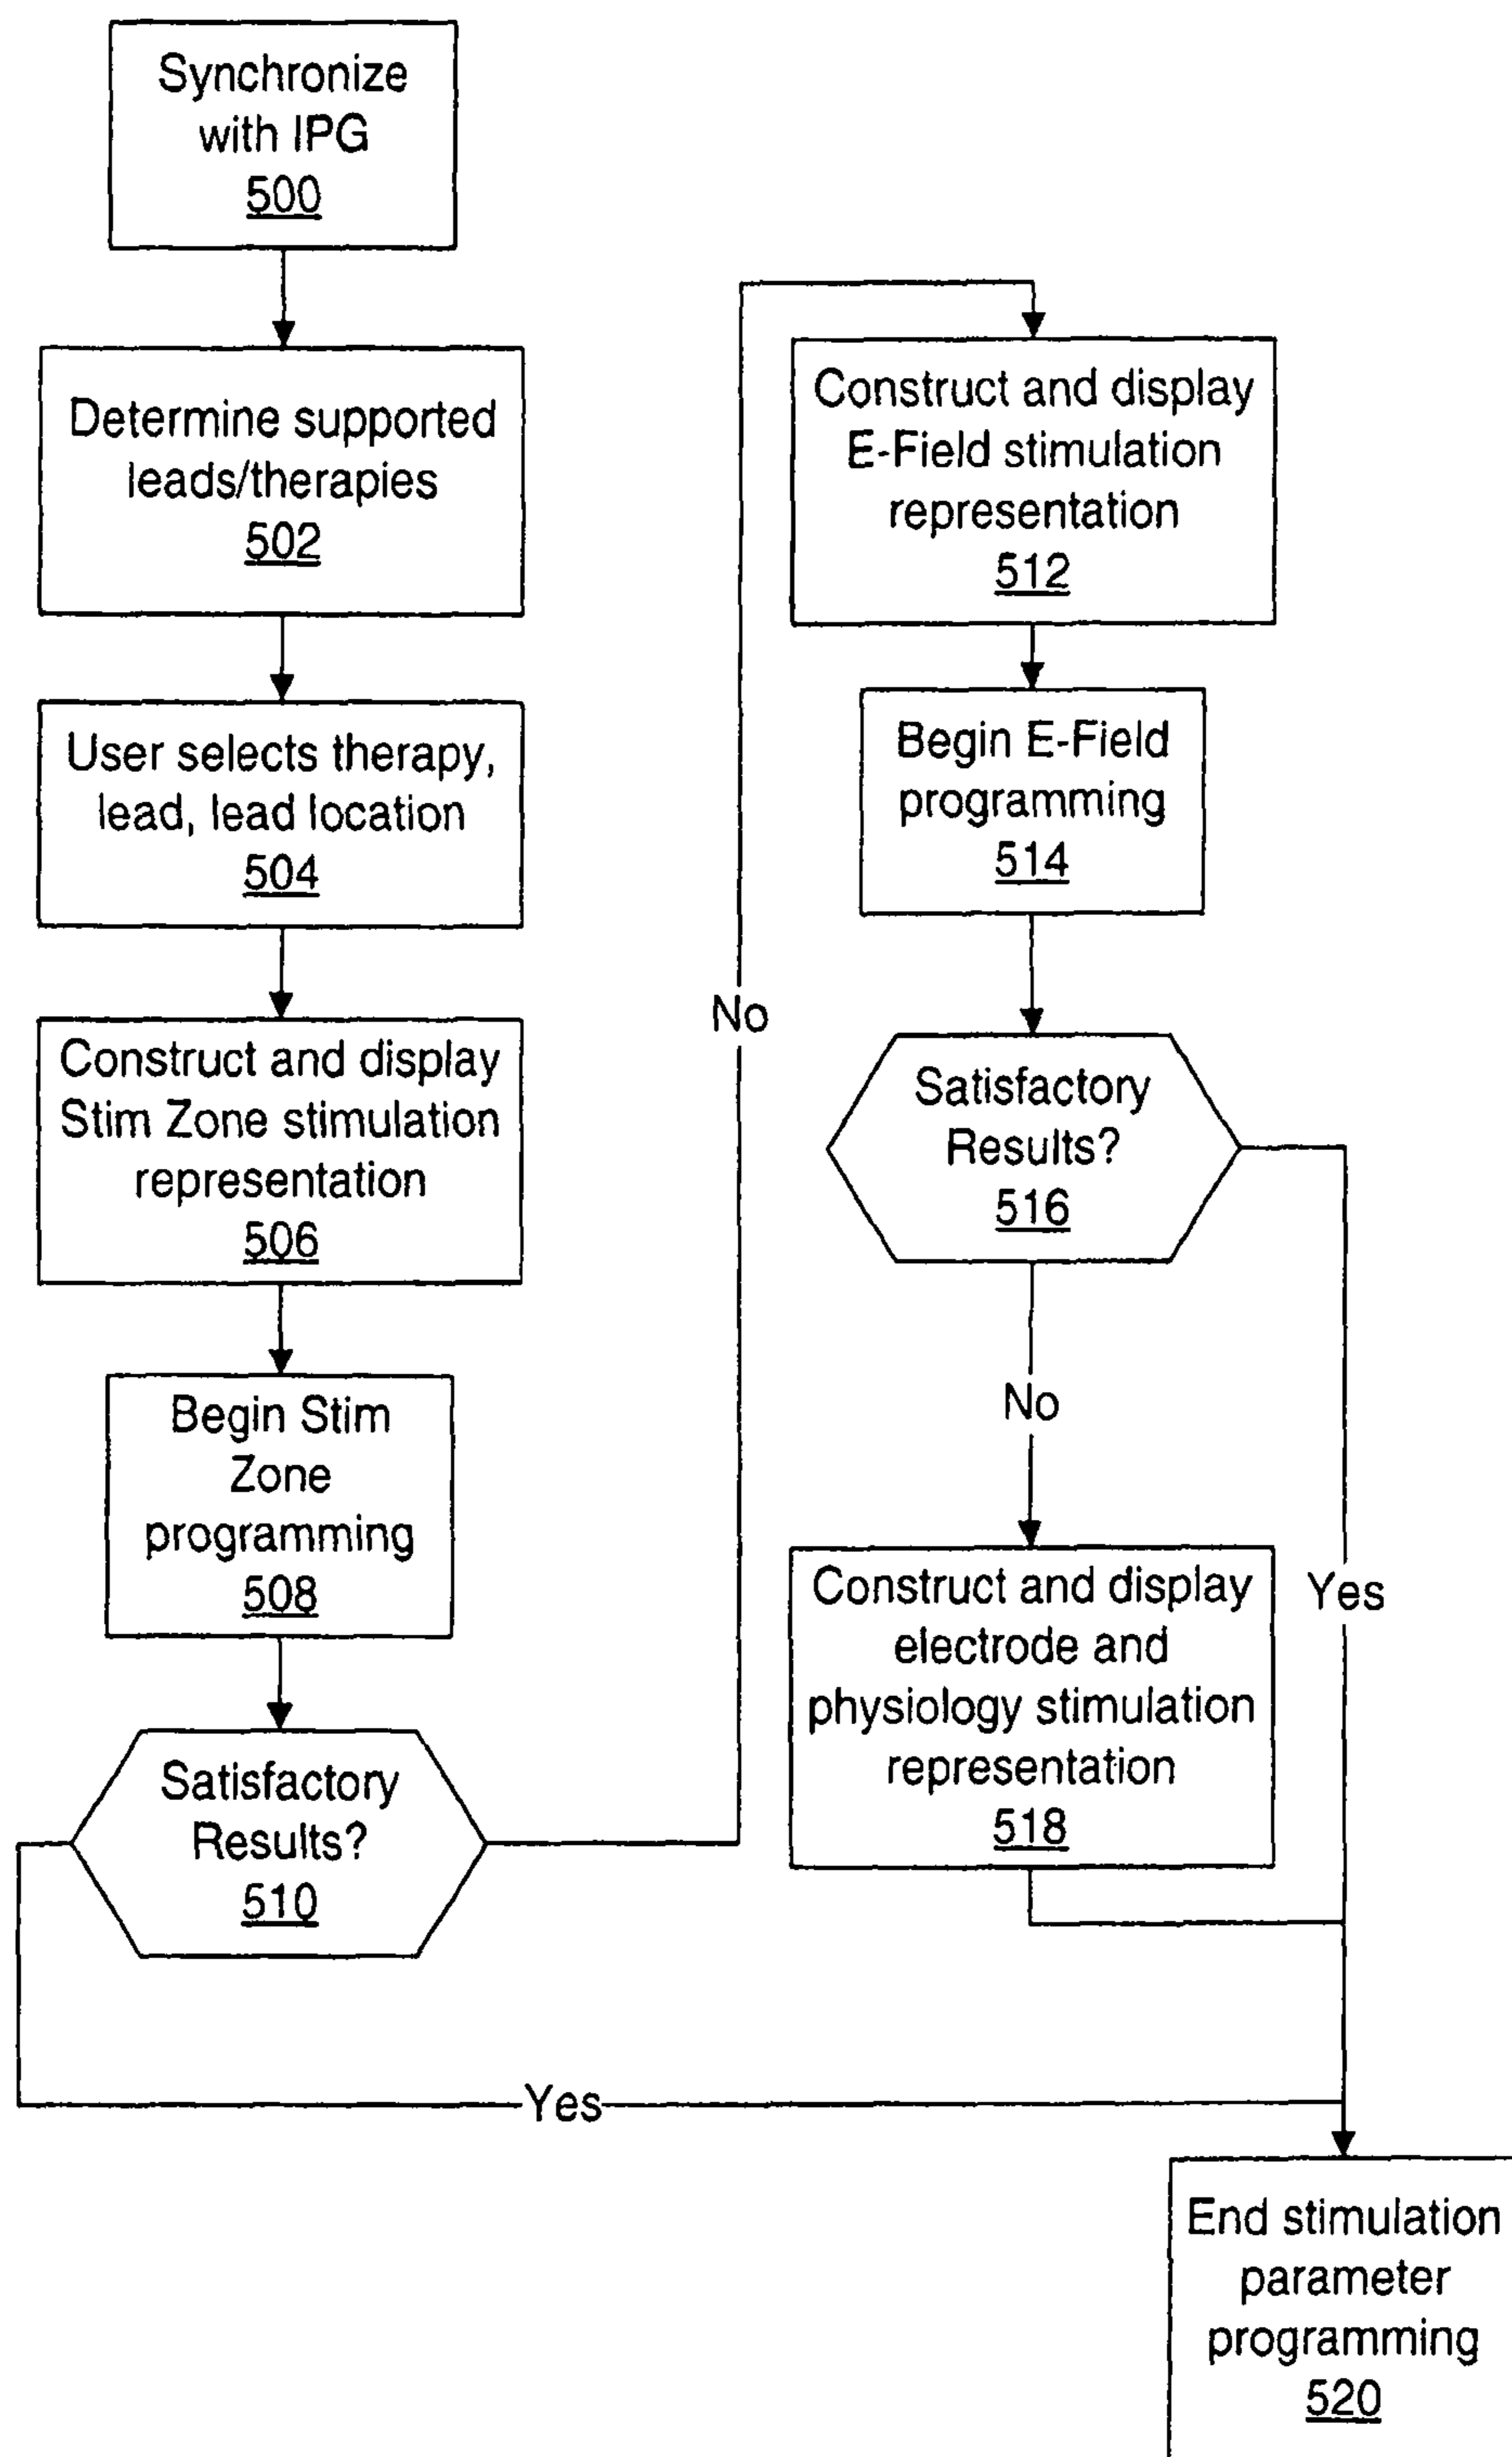 Synchronize
with IPG
500
Determine supported
leads/therapies
502
User selects therapy,
lead, lead location
504
Construct and display
Stim Zone stimulation
representation
506
Begin Stim
Zone
programming
508
Satisfactory
Results?
510
No
Yes
Construct and display
E-Field stimulation
representation
512
Begin E-Field
programming
514
Satisfactory
Results?
516
No
Yes
Construct and display
electrode and
physiology stimulation
representation
518
End stimulation
parameter
programming
520